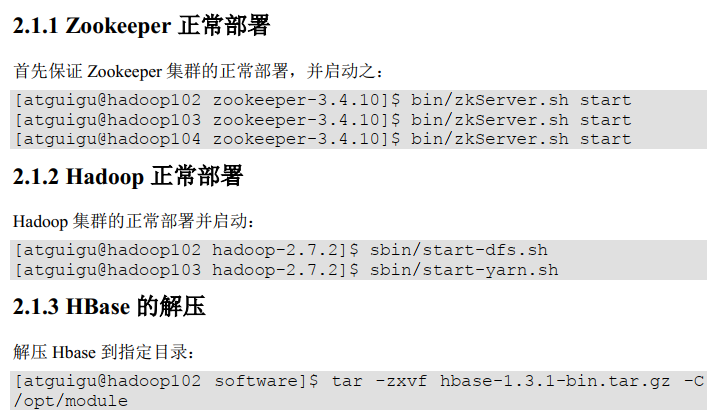 2.1.1 Zookeeper 正常部署
首先保证 Zookeeper 集群的正常部署，并启动之：
[atguigu@hadoop102 zookeeper-3.4.10]$ bin/zkServer.sh start
[atguigu@hadoop103 zookeeper-3.4.10]$ bin/zkServer.sh start
[atguigu@hadoop104 zookeeper-3.4.10]$ bin/zkServer.sh start
2.1.2 Hadoop 正常部署
Hadoop 集群的正常部署并启动：
[atguigu@hadoop102 hadoop-2.7.2]$ sbin/start-dfs.sh
[atguigu@hadoop103 hadoop-2.7.2]$ sbin/start-yarn.sh
2.1.3 HBase 的解压
解压 Hbase 到指定目录：
[atguigu@hadoop102 software]$ tar -zxvf hbase-1.3.1-bin.tar.gz -C
/opt/module